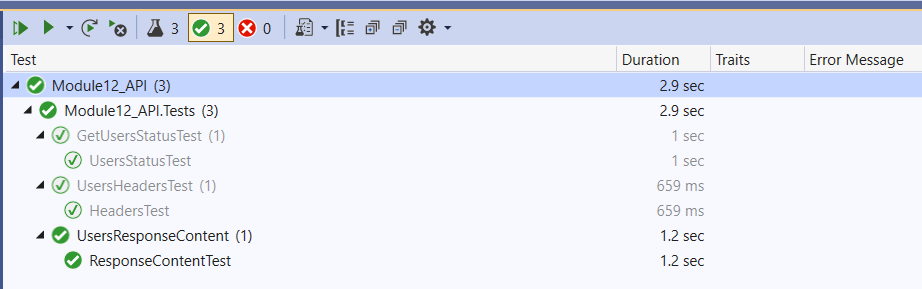 3 3 0
Test Duration Traits Error Message
Module12_API (3) 2.9 sec
Module12_API.Tests (3) 2.9 sec
GetUsersStatusTest (1) 1 sec
UsersStatusTest 1 sec
UsersHeadersTest (1) 659 ms
HeadersTest 659 ms
UsersResponseContent (1) 1.2 sec
ResponseContentTest 1.2 sec